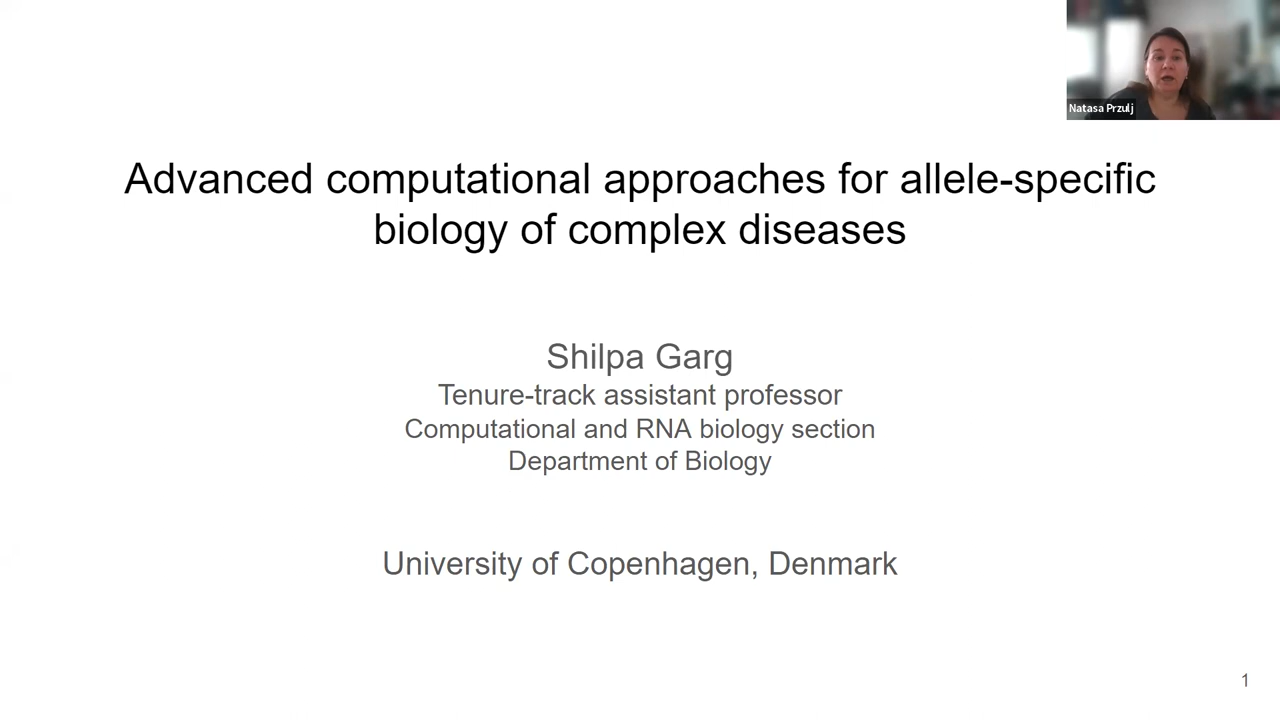 Natasa Przulj
Advanced computational approaches for allele-specific
biology of complex diseases
Shilpa Garg
Tenure-track assistant professor
Computational and RNA biology section
Department of Biology
University of Copenhagen, Denmark
1